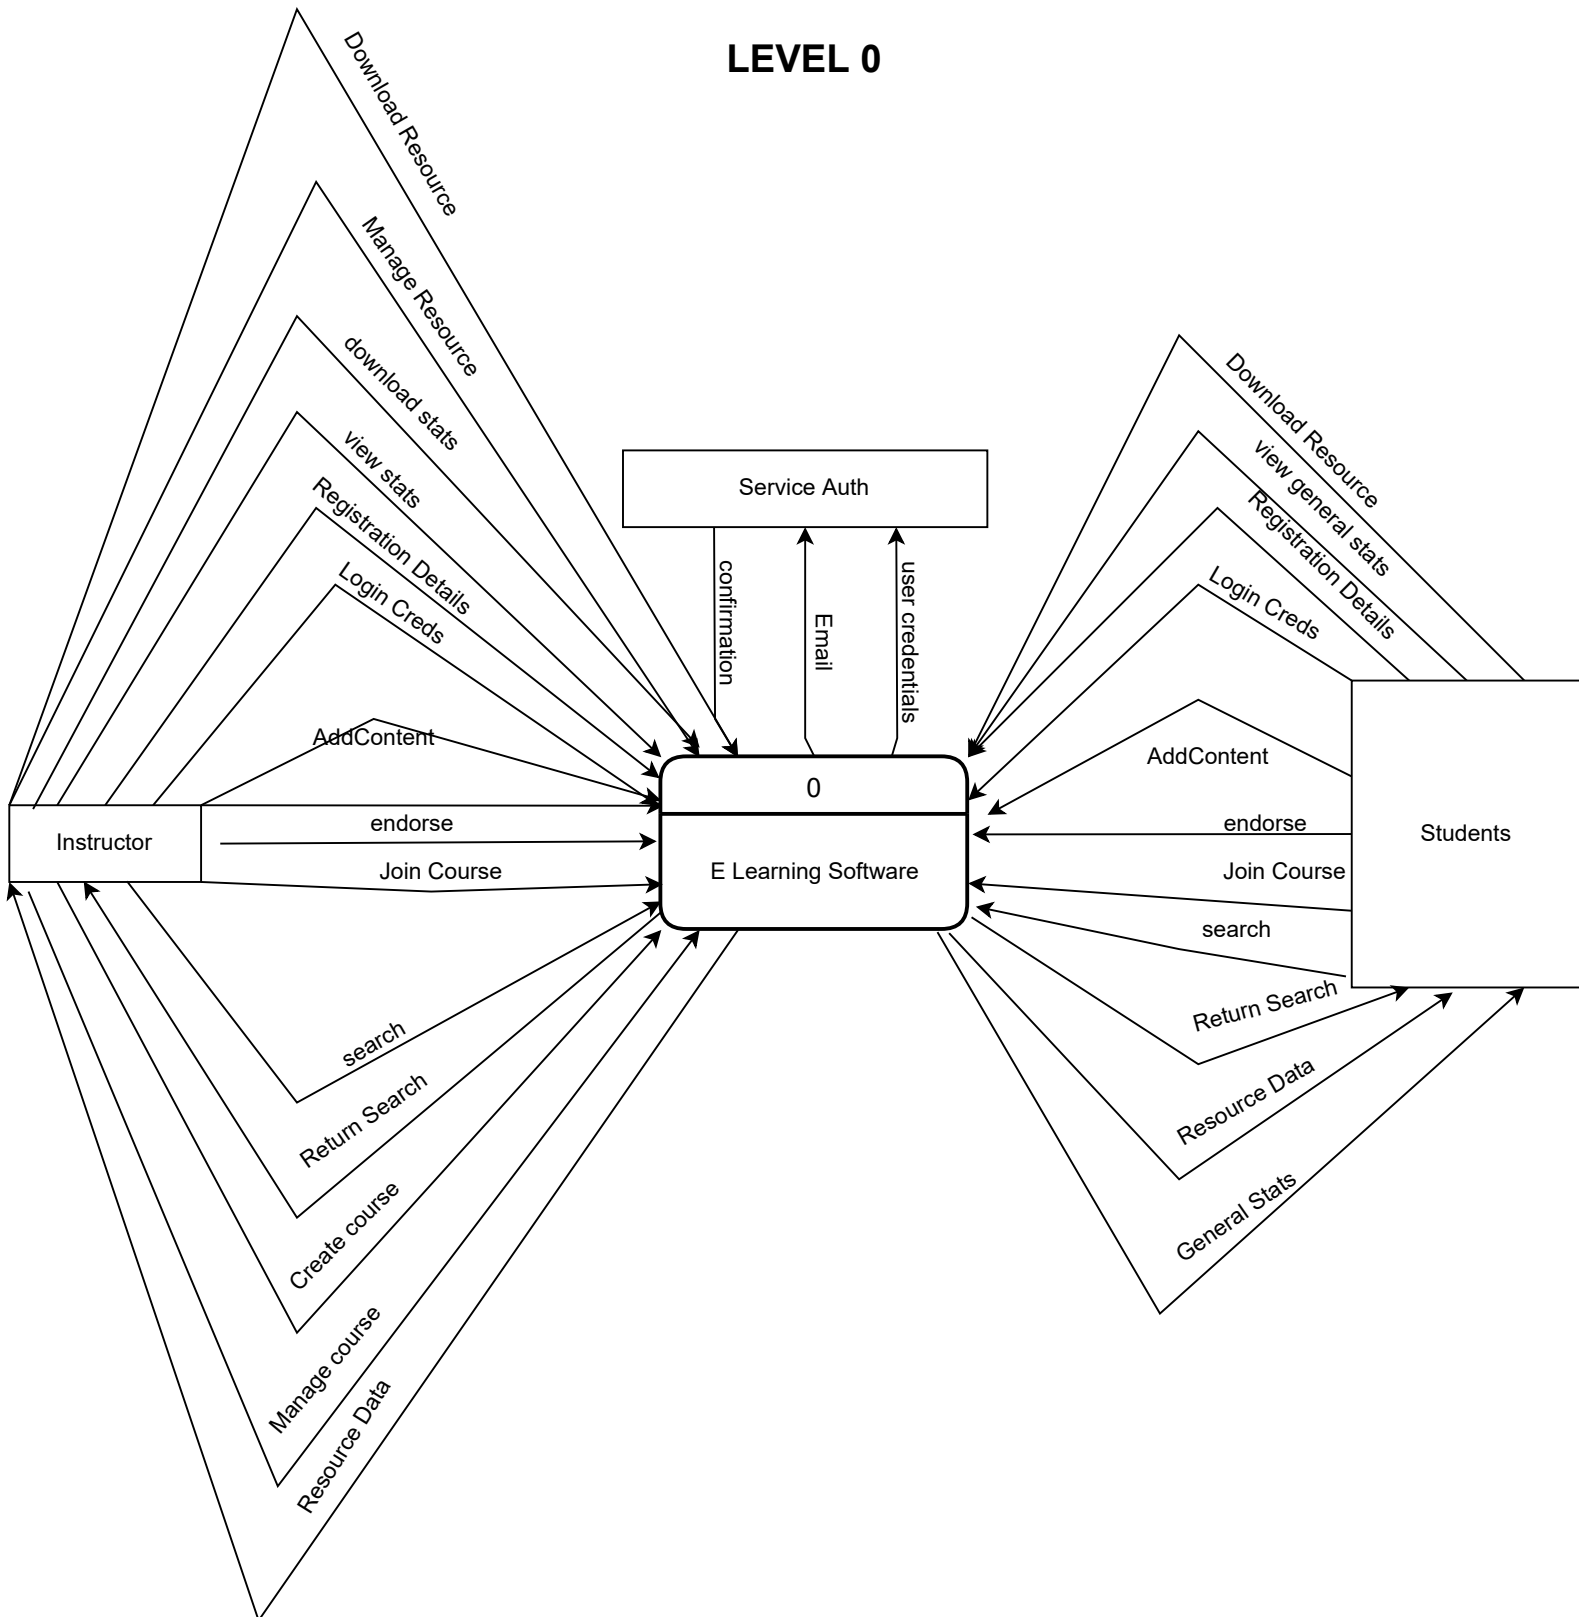 LEVEL 0
Download Resource
Manage Resource
download stats
view stats
Registration Details
Login Creds
AddContent
endorse
Join Course
Instructor
search
Return Search
Create course
Manage course
Resource Data
Service Auth
confirmation
Email
user credentials
0
E Learning Software
Download Resource
view general stats
Registration Details
Login Creds
AddContent
endorse
Join Course
search
Students
Return Search
Resource Data
General Stats